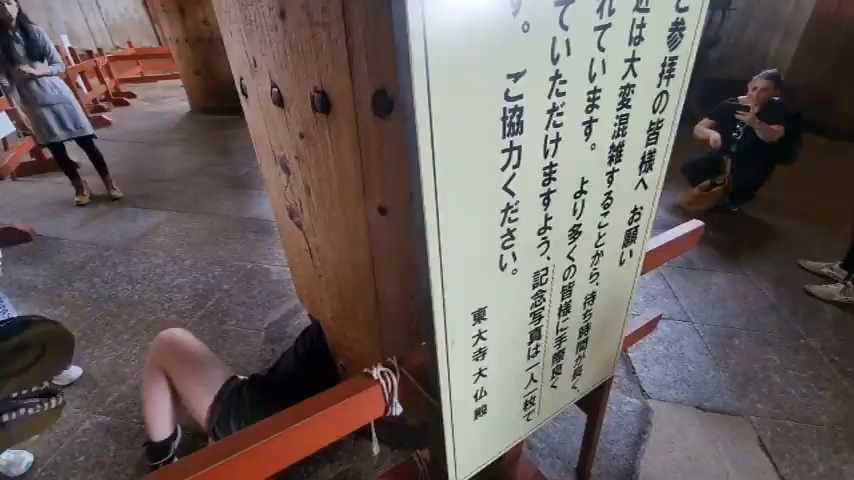 ご参拝の皆様へ お願い
近は大変混雑することから、待ち時間が長く
れています。より多くの皆様に手際良く
ていただけますよう、記念写真は一人一枚で
す。ご協力ください。
東大寺大仏殿